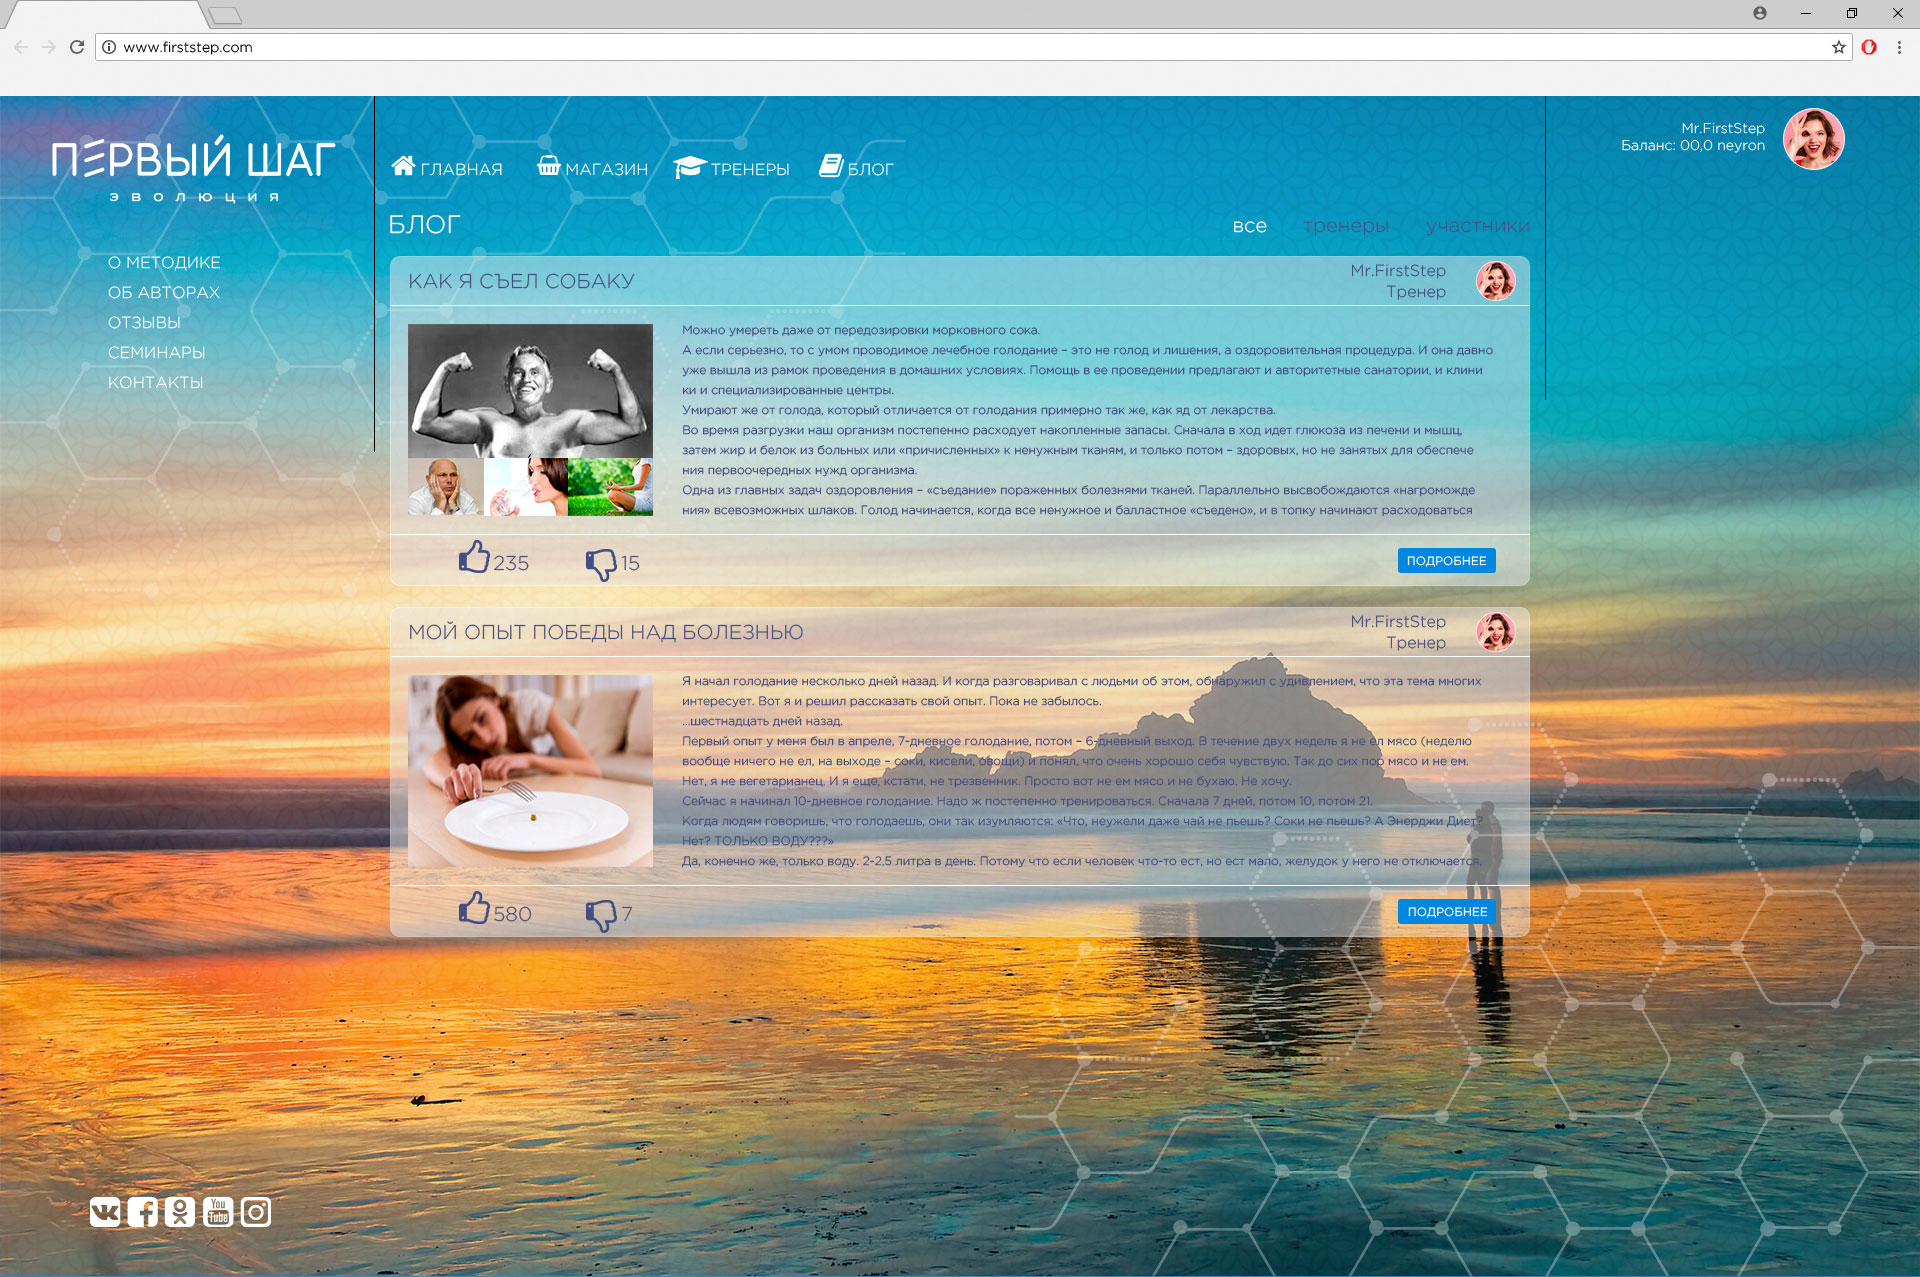 www.firststep.com
ПЕРВЫЙ ШАГ
эволюция
ГЛАВНАЯ
МАГАЗИН
ТРЕНЕРЫ
БЛОГ
Mr.FirstStep
Баланс: 00,0 neyron
О МЕТОДИКЕ
ОБ АВТОРАХ
ОТЗЫВЫ
СЕМИНАРЫ
КОНТАКТЫ
БЛОГ
все
тренеры
участники
КАК Я СЪЕЛ СОБАКУ
Mr.FirstStep
Тренер
Можно умереть даже от передозировки морковного сока.
А если серьезно, то с умом проводимое лечебное голодание – это не голод и лишения, а оздоровительная процедура. И она давно
уже вышла из рамок проведения в домашних условиях. Помощь в ее проведении предлагают и авторитетные санатории, и клини
ки и специализированные центры.
Умирают же от голода, который отличается от голодания примерно так же, как яд от лекарства.
Во время разгрузки наш организм постепенно расходует накопленные запасы. Сначала в ход идет глюкоза из печени и мышц,
затем жир и белок из больных или «причисленных» к ненужным тканям, и только потом – здоровых, но не занятых для обеспече
ния первоочередных нужд организма.
Одна из главных задач оздоровления – «съедание» пораженных болезнями тканей. Параллельно высвобождаются «нагроможде
ния» всевозможных шлаков. Голод начинается, когда все ненужное и балластное «съедено», и в топку начинают расходоваться
235
15
ПОДРОБНЕЕ
МОЙ ОПЫТ ПОБЕДЫ НАД БОЛЕЗНЬЮ
Mr.FirstStep
Тренер
Я начал голодание несколько дней назад. И когда разговаривал с людьми об этом, обнаружил с удивлением, что эта тема многих
интересует. Вот я и решил рассказать свой опыт. Пока не забылось.
...шестнадцать дней назад.
Первый опыт у меня был в апреле, 7-дневное голодание, потом – 6-дневный выход. В течение двух недель я не ел мясо (неделю
вообще ничего не ел, на выходе – соки, кисели, овощи) и понял, что очень хорошо себя чувствую. Так до сих пор мясо и не ем.
Нет, я не вегетарианец. И я еще, кстати, не трезвенник. Просто вот не ем мясо и не бухаю. Не хочу.
Сейчас я начинал 10-дневное голодание. Надо ж постепенно тренироваться. Сначала 7 дней, потом 10, потом 21.
Когда людям говоришь, что голодаешь, они так изумляются: «Что, неужели даже чай не пьешь? Соки не пьешь? А Энерджи Диет?
Нет? ТОЛЬКО ВОДУ???»
Да, конечно же, только воду. 2-2,5 литра в день. Потому что если человек что-то ест, но ест мало, желудок у него не отключается,
580
7
ПОДРОБНЕЕ
You
Tube